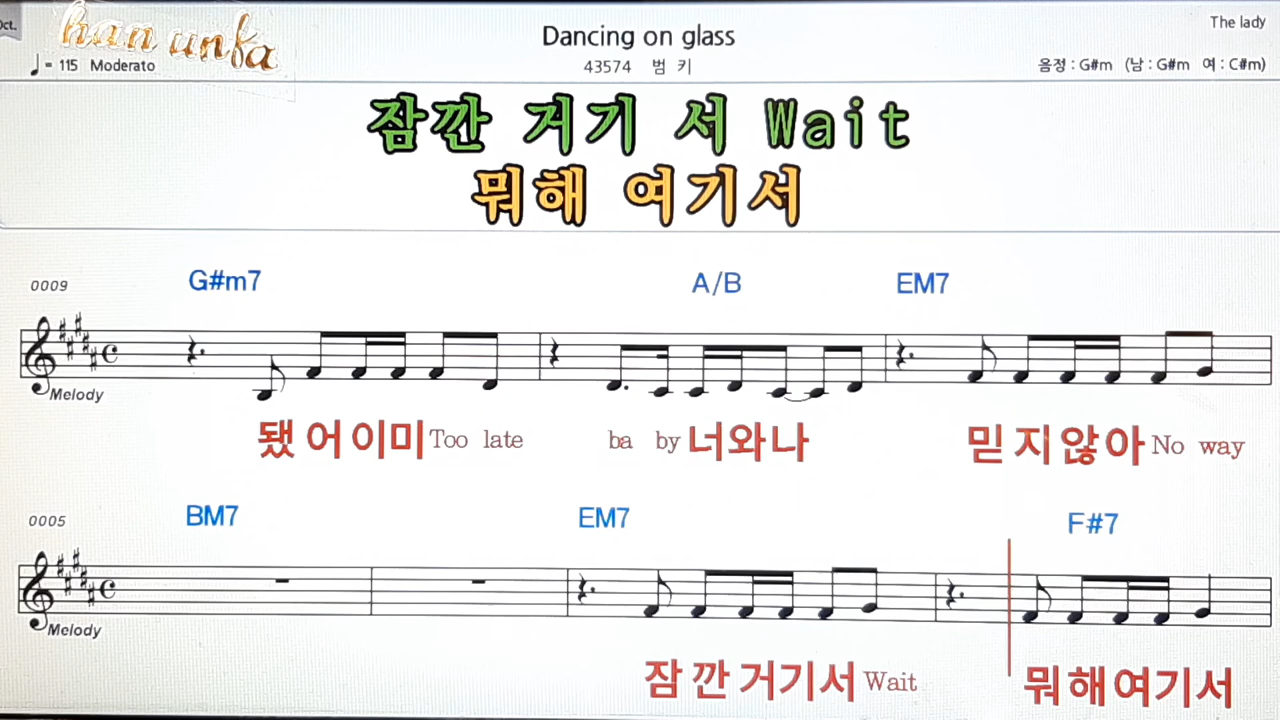 Oct.
han unfa
Dancing on glass
The lady
♩= 115 Moderato
43574 범 키
음정 : G#m (남 : G#m 여 : C#m)
잠깐 거기 서 Wait
뭐해 여기서
0009
G#m7 A/B EM7
Melody
됐 어 이미 Too late ba by 너와나 믿 지 않아 No way
0005
BM7 EM7 F#7
Melody
잠 깐 거기서 Wait 뭐해여기서